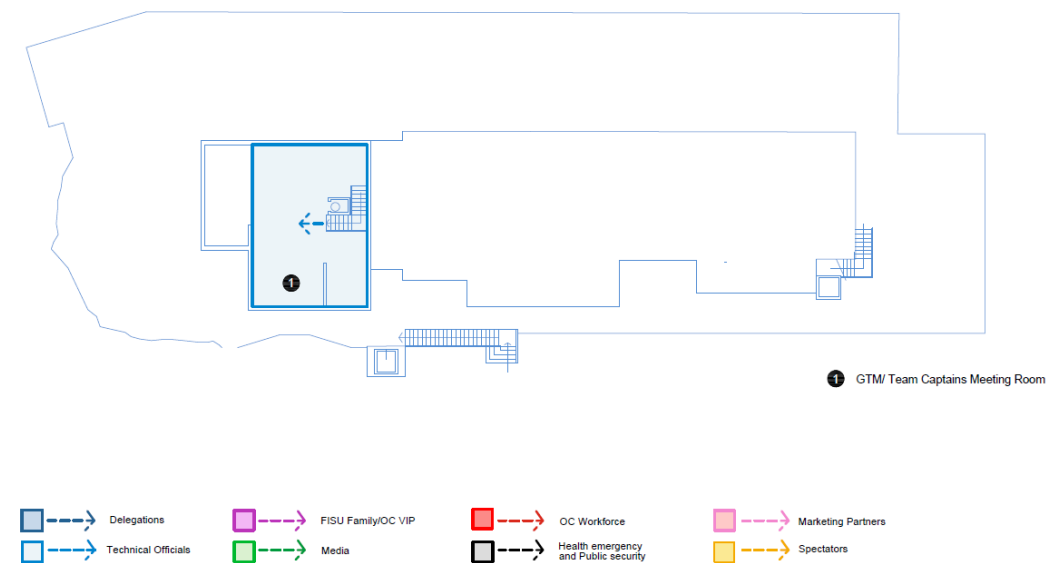 1
1 GTM/ Team Captains Meeting Room
Delegations
FISU Family/OC VIP
OC Workforce
Marketing Partners
Technical Officials
Media
Health emergency
and Public security
Spectators